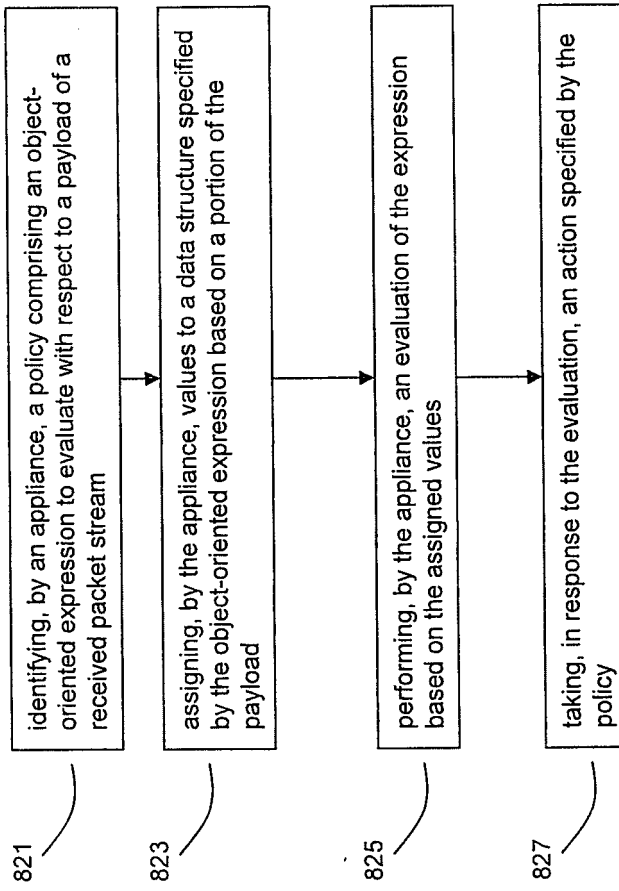 821
identifying, by an appliance, a policy comprising an object-
oriented expression to evaluate with respect to a payload of a
received packet stream
823
assigning, by the appliance, values to a data structure specified
by the object-oriented expression based on a portion of the
payload
825
performing, by the appliance, an evaluation of the expression
based on the assigned values
827
taking, in response to the evaluation, an action specified by the
policy